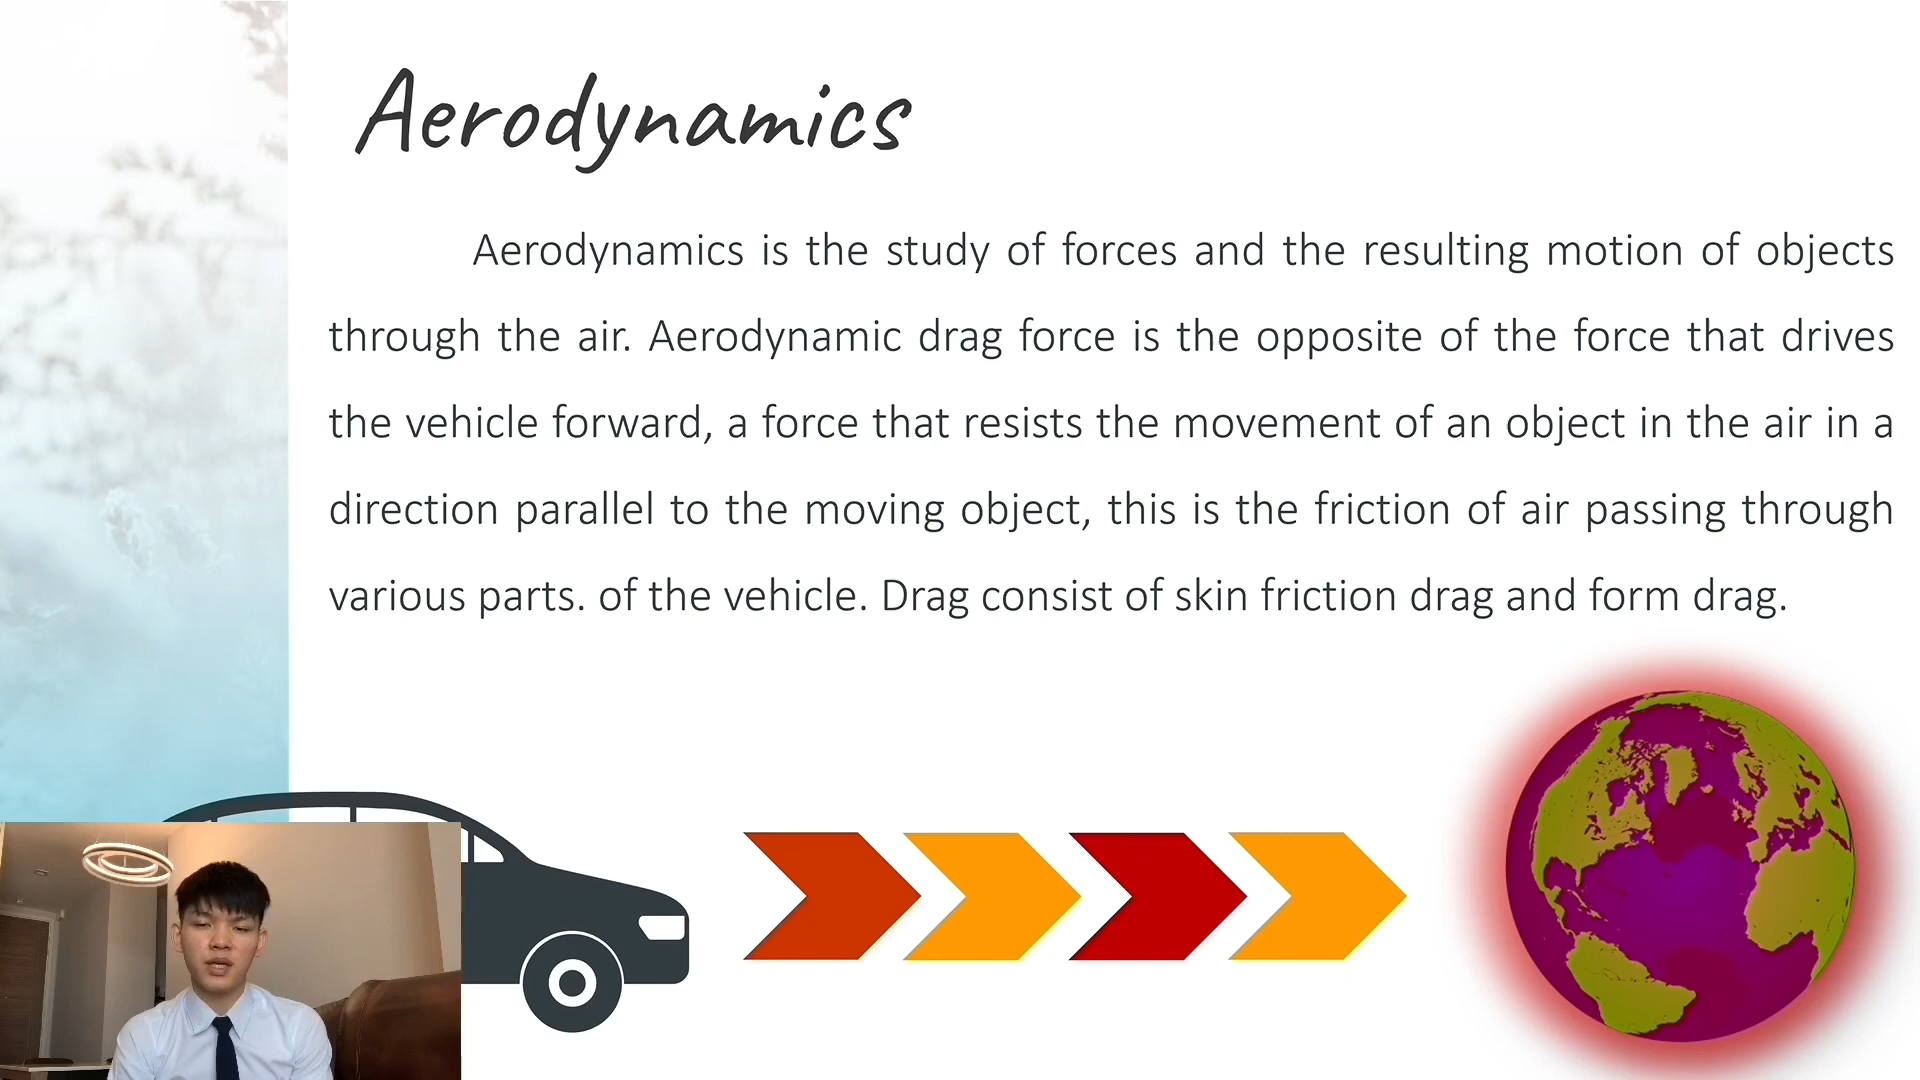 Aerodynamics
Aerodynamics is the study of forces and the resulting motion of objects
through the air. Aerodynamic drag force is the opposite of the force that drives
the vehicle forward, a force that resists the movement of an object in the air in a
direction parallel to the moving object, this is the friction of air passing through
various parts. of the vehicle. Drag consist of skin friction drag and form drag.